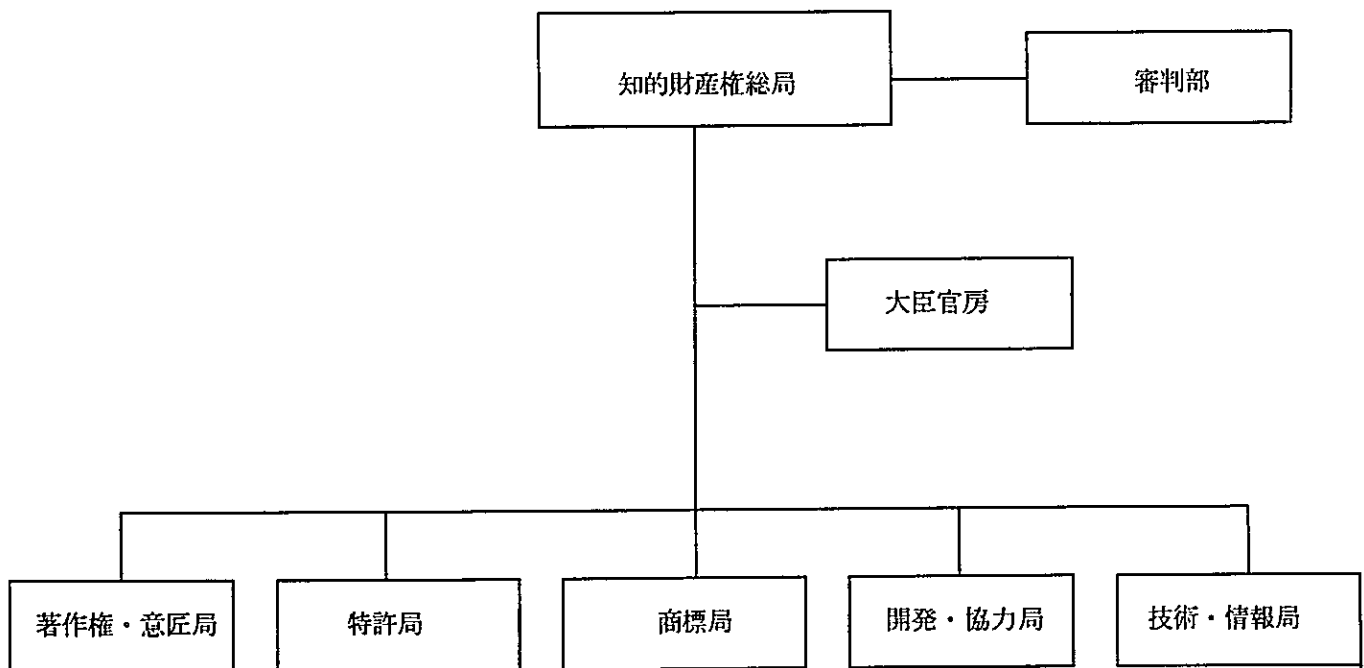 知的財産権総局
審判部
大臣官房
著作権・意匠局
特許局
商標局
開発・協力局
技術・情報局